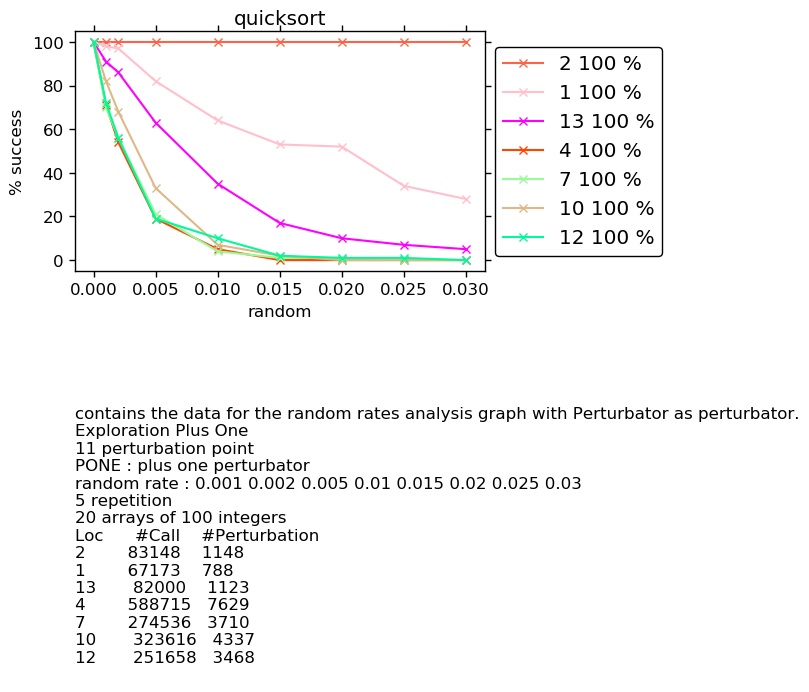 quicksort
100
80
60
40
20
0
% success
0.000 0.005 0.010 0.015 0.020 0.025 0.030
random
2 100 %
1 100 %
13 100 %
4 100 %
7 100 %
10 100 %
12 100 %
contains the data for the random rates analysis graph with Perturbator as perturbator.
Exploration Plus One
11 perturbation point
PONE : plus one perturbator
random rate : 0.001 0.002 0.005 0.01 0.015 0.02 0.025 0.03
5 repetition
20 arrays of 100 integers
Loc #Call #Perturbation
2 83148 1148
1 67173 788
13 82000 1123
4 588715 7629
7 274536 3710
10 323616 4337
12 251658 3468